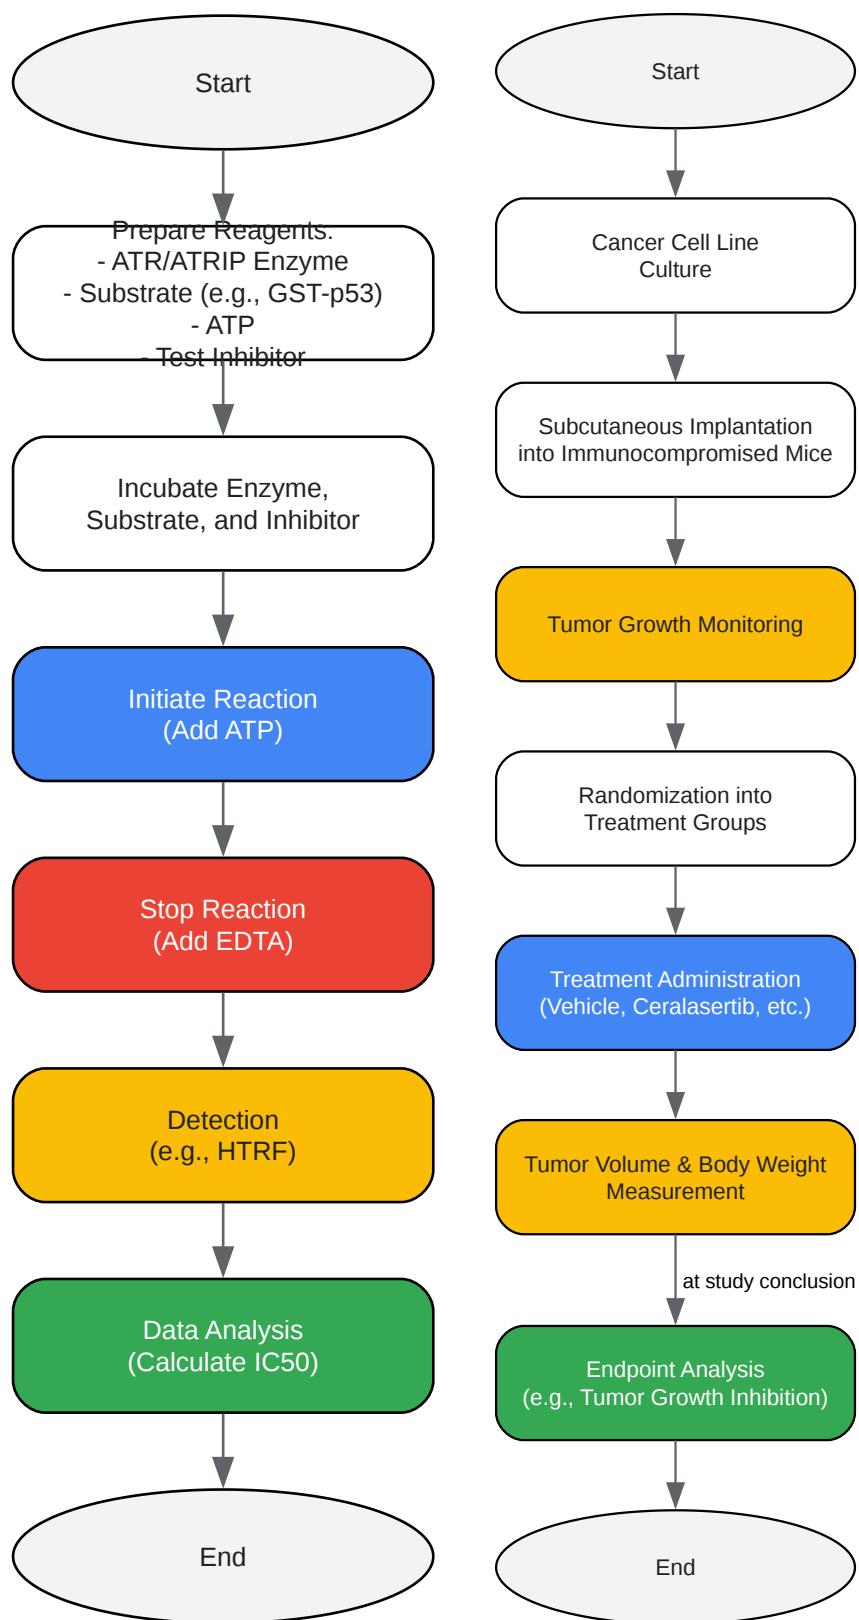 Start
Prepare Reagents:
- ATR/ATRIP Enzyme
- Substrate (e.g., GST-p53)
- ATP
- Test Inhibitor
Incubate Enzyme,
Substrate, and Inhibitor
Initiate Reaction
(Add ATP)
Stop Reaction
(Add EDTA)
Detection
(e.g., HTRF)
Data Analysis
(Calculate IC50)
End
Start
Cancer Cell Line
Culture
Subcutaneous Implantation
into Immunocompromised Mice
Tumor Growth Monitoring
Randomization into
Treatment Groups
Treatment Administration
(Vehicle, Ceralasertib, etc.)
Tumor Volume & Body Weight
Measurement
at study conclusion
Endpoint Analysis
(e.g., Tumor Growth Inhibition)
End